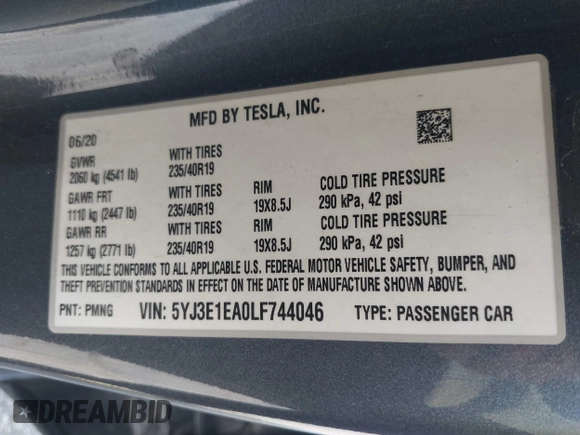 MFD BY TESLA, INC.
06/20
GVWR WITH TIRES
2060 kg (4541 lb) 235/40R19
GAWR FRT WITH TIRES RIM COLD TIRE PRESSURE
1110 kg (2447 lb) 235/40R19 19X8.5J 290 kPa, 42 psi
GAWR RR WITH TIRES RIM COLD TIRE PRESSURE
1257 kg (2771 lb) 235/40R19 19X8.5J 290 kPa, 42 psi
THIS VEHICLE CONFORMS TO ALL APPLICABLE U.S. FEDERAL MOTOR VEHICLE SAFETY, BUMPER, AND
THEFT PREVENTION STANDARDS IN EFFECT ON THE DATE OF MANUFACTURE SHOWN ABOVE.
PNT: PMNG VIN: 5YJ3E1EA0LF744046 TYPE: PASSENGER CAR
DREAMBID